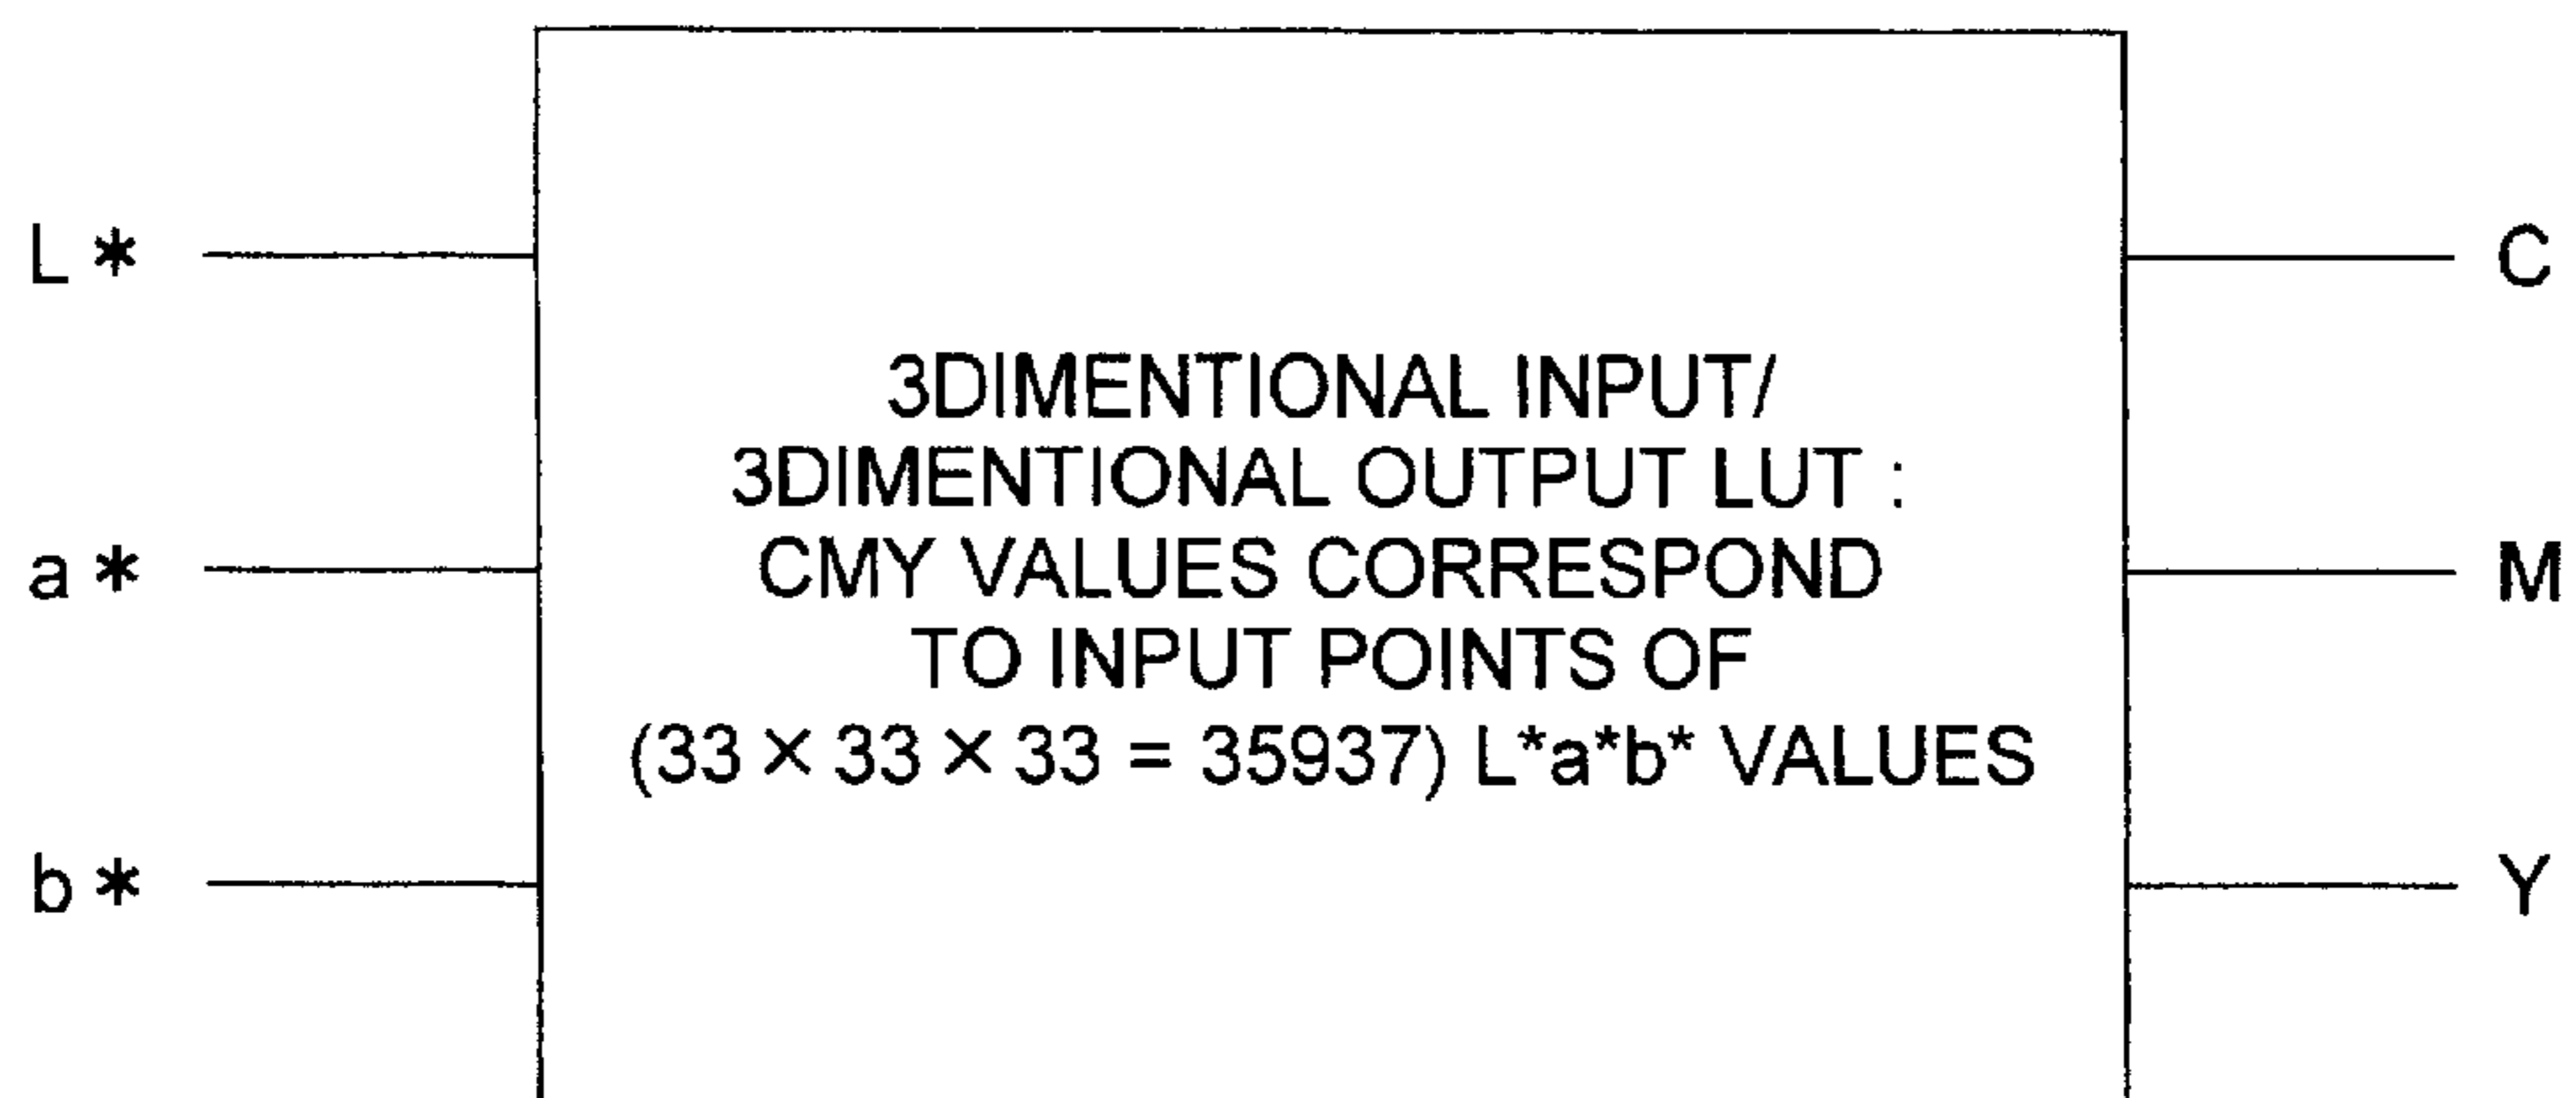 L *
a *
b *
3DIMENTIONAL INPUT/
3DIMENTIONAL OUTPUT LUT :
CMY VALUES CORRESPOND
TO INPUT POINTS OF
(33 × 33 × 33 = 35937) L*a*b* VALUES
C
M
Y